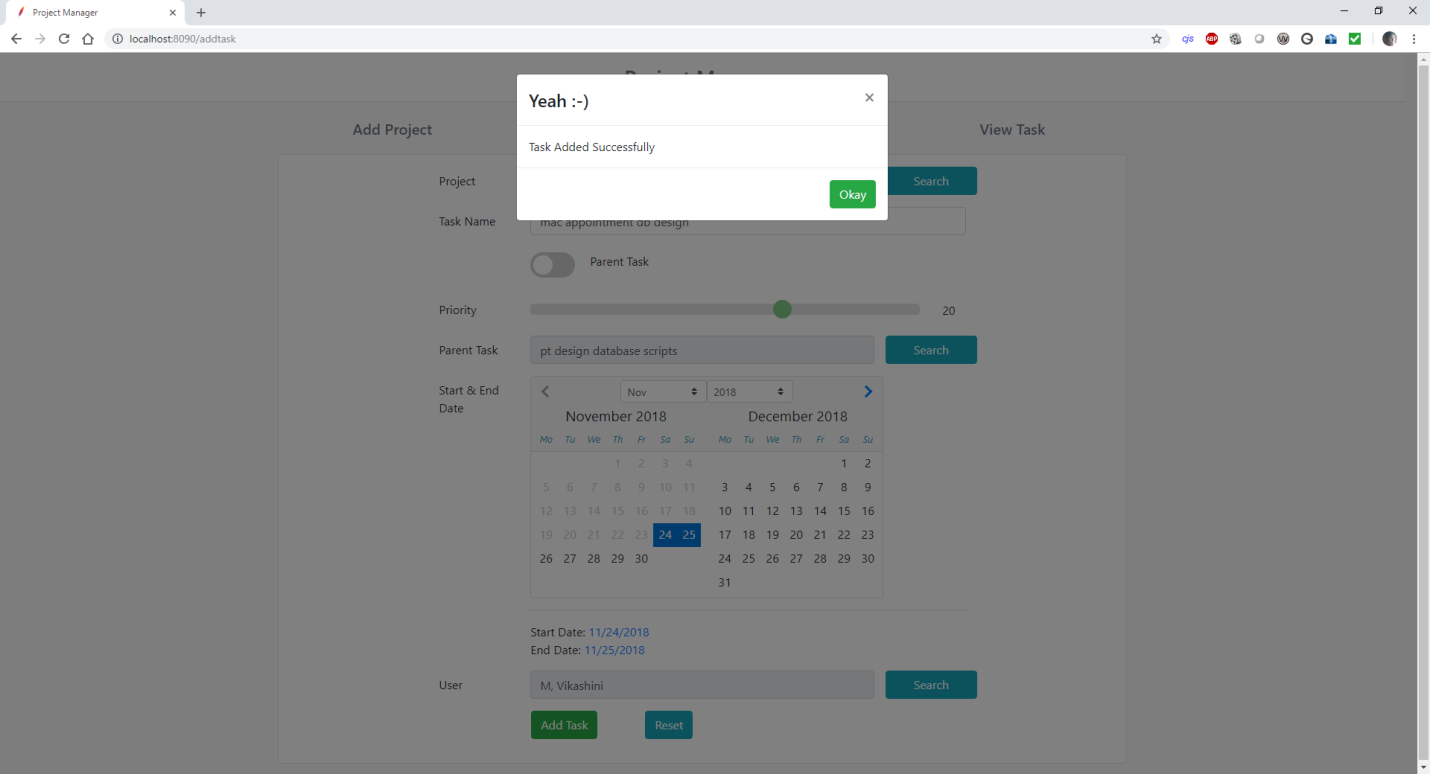 Project Manager
localhost:8090/addtask
cjs ABP
Yeah :-) ×
Task Added Successfully
Okay
Add Project View Task
Project Search
Task Name mac appointment db design
Parent Task
Priority 20
Parent Task pt design database scripts Search
Start & End Date
Nov 2018
November 2018 December 2018
Mo Tu We Th Fr Sa Su Mo Tu We Th Fr Sa Su
1 2 3 4 1 2
5 6 7 8 9 10 11 3 4 5 6 7 8 9
12 13 14 15 16 17 18 10 11 12 13 14 15 16
19 20 21 22 23 24 25 17 18 19 20 21 22 23
26 27 28 29 30 24 25 26 27 28 29 30
31
Start Date: 11/24/2018
End Date: 11/25/2018
User M, Vikashini Search
Add Task Reset